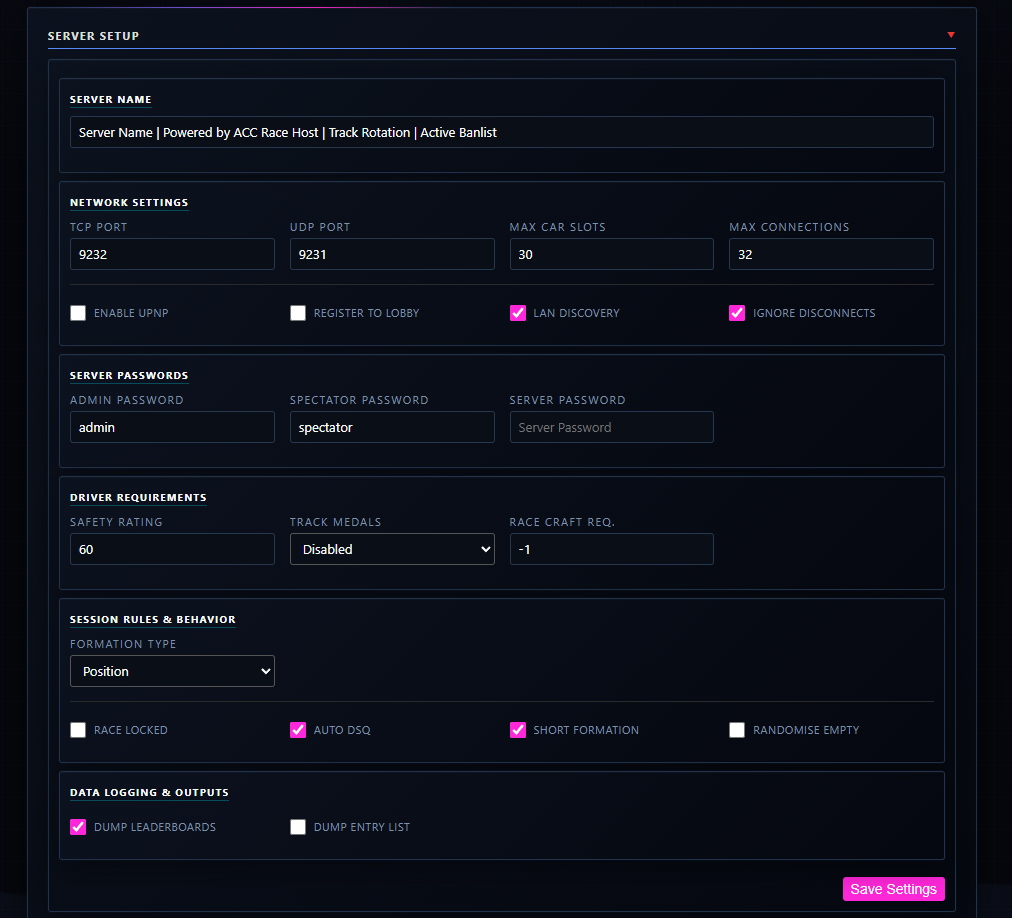 SERVER SETUP
SERVER NAME
Server Name | Powered by ACC Race Host | Track Rotation | Active Banlist
NETWORK SETTINGS
TCP PORT UDP PORT MAX CAR SLOTS MAX CONNECTIONS
9232 9231 30 32
ENABLE UPNP REGISTER TO LOBBY LAN DISCOVERY IGNORE DISCONNECTS
SERVER PASSWORDS
ADMIN PASSWORD SPECTATOR PASSWORD SERVER PASSWORD
admin spectator Server Password
DRIVER REQUIREMENTS
SAFETY RATING TRACK MEDALS RACE CRAFT REQ.
60 Disabled -1
SESSION RULES & BEHAVIOR
FORMATION TYPE
Position
RACE LOCKED AUTO DSQ SHORT FORMATION RANDOMISE EMPTY
DATA LOGGING & OUTPUTS
DUMP LEADERBOARDS DUMP ENTRY LIST
Save Settings